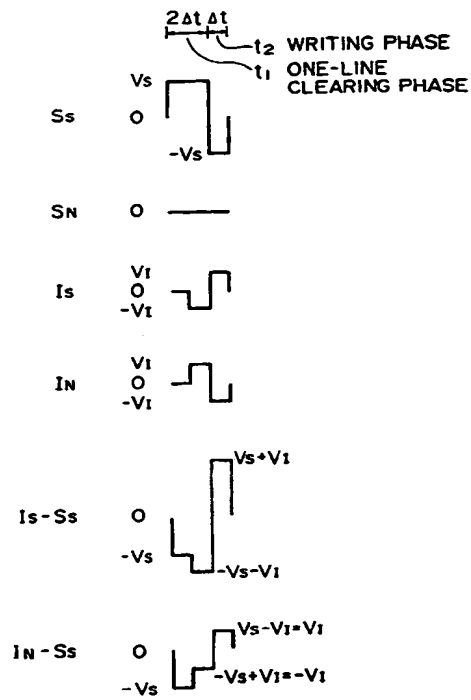 2Δt Δt
t2 WRITING PHASE
t1 ONE-LINE
CLEARING PHASE
Vs
Ss O
-Vs
SN O
VI
Is O
-VI
VI
IN O
-VI
Vs+VI
Is-Ss O
-Vs
-Vs-VI
Vs-VI=VI
IN-Ss O
-Vs+VI=-VI
-Vs